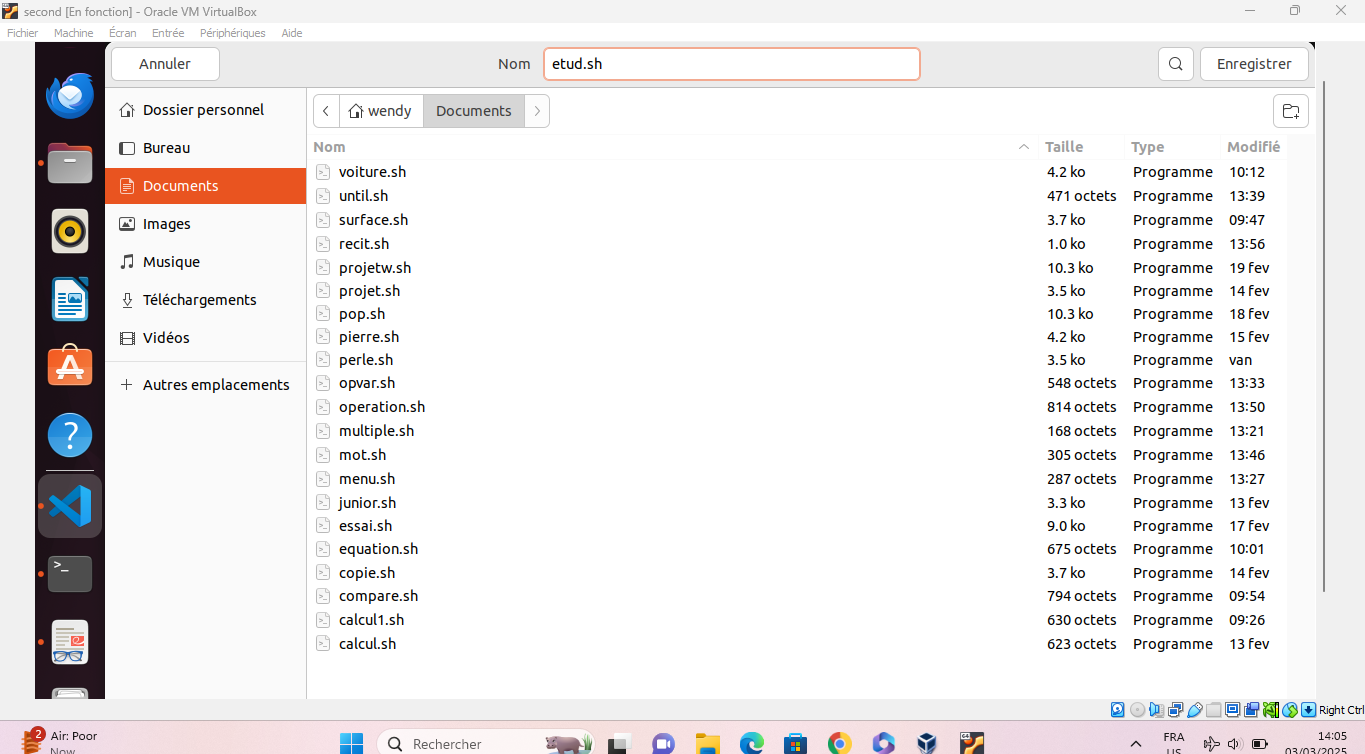 second [En fonction] - Oracle VM VirtualBox
Fichier Machine Écran Entrée Périphériques Aide
Annuler Nom etud.sh Enregistrer
Dossier personnel
Bureau
Documents
Images
Musique
Téléchargements
Vidéos
+ Autres emplacements
wendy Documents
Nom Taille Type Modifié
voiture.sh 4.2 ko Programme 10:12
until.sh 471 octets Programme 13:39
surface.sh 3.7 ko Programme 09:47
recit.sh 1.0 ko Programme 13:56
projetw.sh 10.3 ko Programme 19 fev
projet.sh 3.5 ko Programme 14 fev
pop.sh 10.3 ko Programme 18 fev
pierre.sh 4.2 ko Programme 15 fev
perle.sh 3.5 ko Programme van
opvar.sh 548 octets Programme 13:33
operation.sh 814 octets Programme 13:50
multiple.sh 168 octets Programme 13:21
mot.sh 305 octets Programme 13:46
menu.sh 287 octets Programme 13:27
junior.sh 3.3 ko Programme 13 fev
essai.sh 9.0 ko Programme 17 fev
equation.sh 675 octets Programme 10:01
copie.sh 3.7 ko Programme 14 fev
compare.sh 794 octets Programme 09:54
calcul1.sh 630 octets Programme 09:26
calcul.sh 623 octets Programme 13 fev
Right Ctrl
2 Air: Poor
Now
Rechercher
FRA
US
14:05
03/03/2025